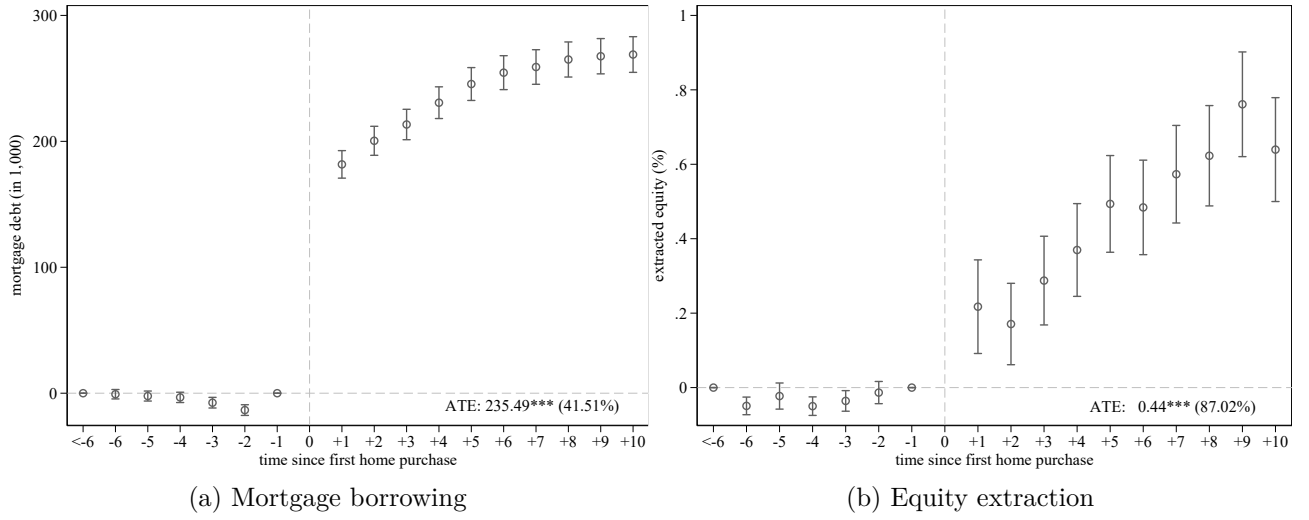 300
200
100
0
mortgage debt (in 1,000)
ATE: 235.49*** (41.51%)
<-6 -6 -5 -4 -3 -2 -1 0 +1 +2 +3 +4 +5 +6 +7 +8 +9 +10
time since first home purchase
(a) Mortgage borrowing
1
.8
.6
.4
.2
0
extracted equity (%)
ATE: 0.44*** (87.02%)
<-6 -6 -5 -4 -3 -2 -1 0 +1 +2 +3 +4 +5 +6 +7 +8 +9 +10
time since first home purchase
(b) Equity extraction